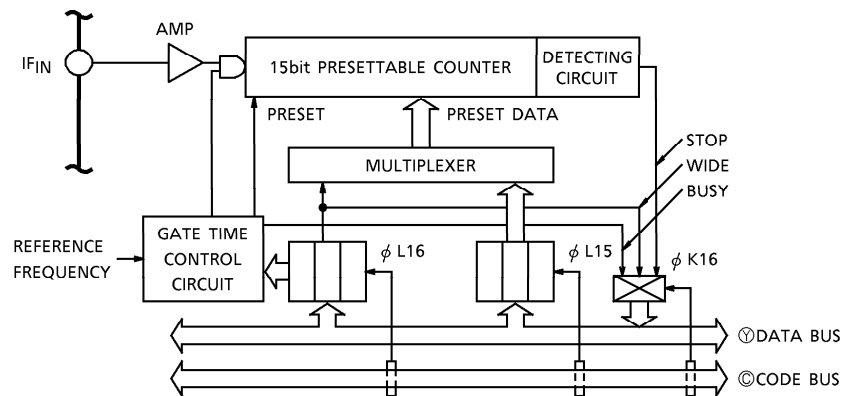 AMP
IFIN
15bit PRESETTABLE COUNTER
DETECTING
CIRCUIT
PRESET
PRESET DATA
MULTIPLEXER
STOP
WIDE
BUSY
REFERENCE
FREQUENCY
GATE TIME
CONTROL
CIRCUIT
ϕ L16
ϕ L15
ϕ K16
ⓎDATA BUS
ⒸCODE BUS